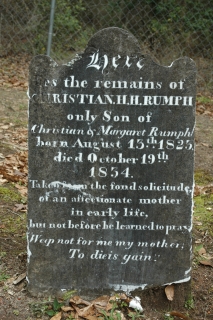 Here
es the remains of
CHRISTIAN.H.H.RUMPH
only Son of
Christian & Margaret Rumph
born August 15th 1825,
died October 19th
1834.
Taken from the fond solicitude,
of an affectionate mother
in early life,
but not before he learned to pray.
Weep not for me my mother;
To die is gain;